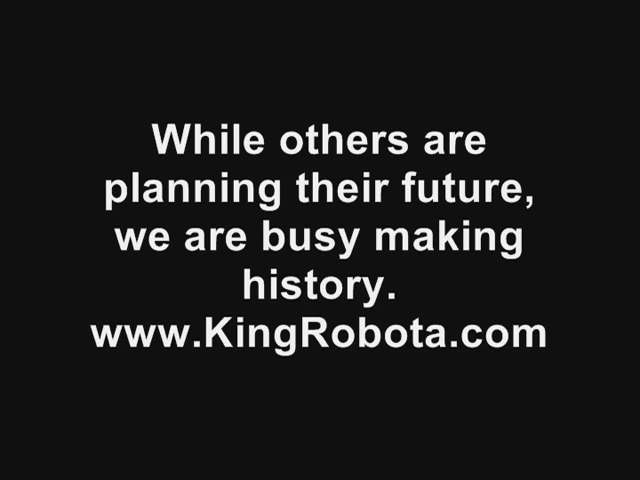 While others are
planning their future,
we are busy making
history.
www.KingRobota.com